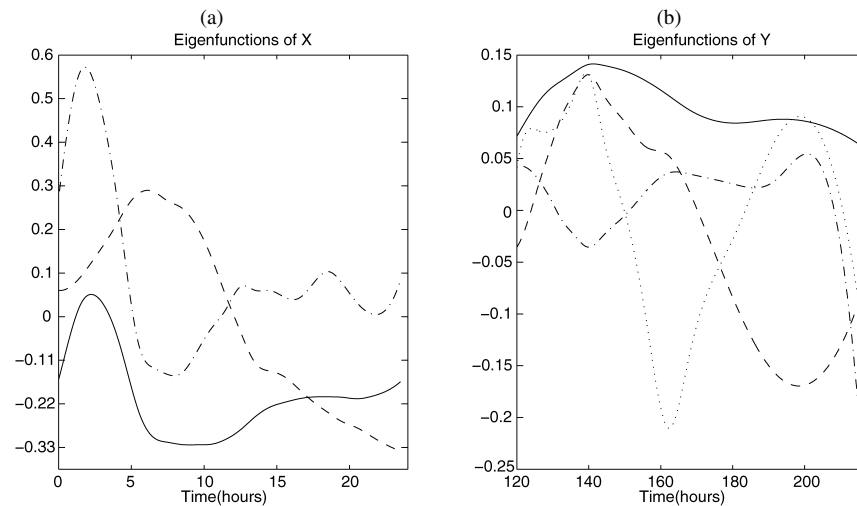 (a)
Eigenfunctions of X
0.6
0.5
0.4
0.3
0.2
0.1
0
−0.11
−0.22
−0.33
0 5 10 15 20
Time(hours)
(b)
Eigenfunctions of Y
0.15
0.1
0.05
0
−0.05
−0.1
−0.15
−0.2
−0.25
120 140 160 180 200
Time(hours)